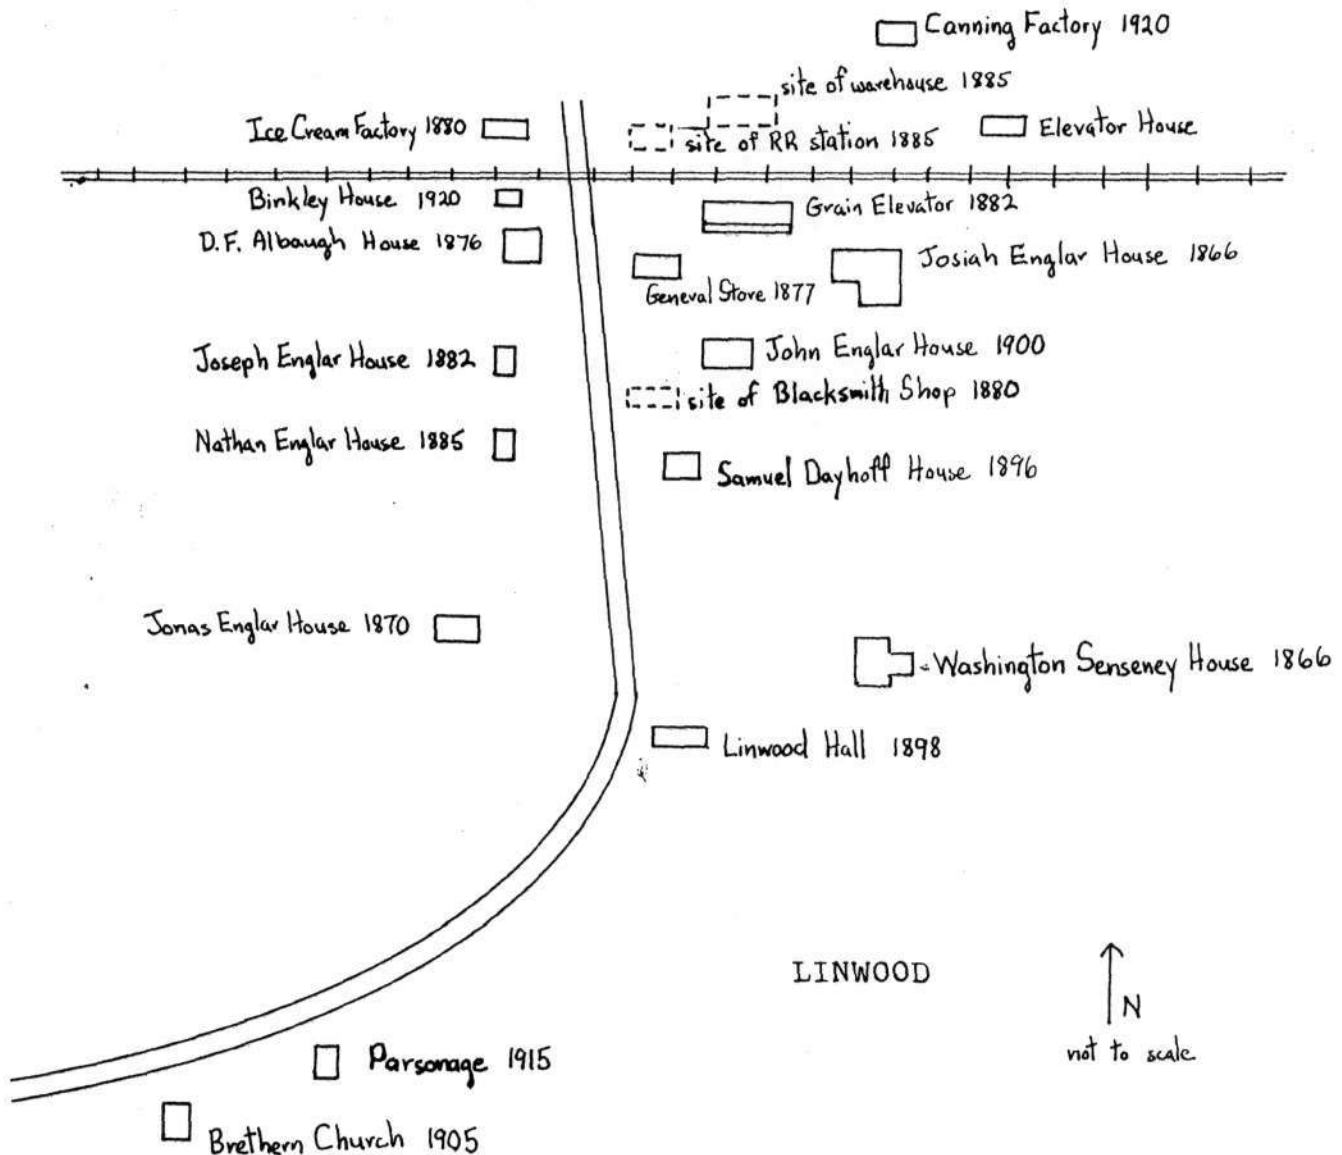 Canning Factory 1920
site of warehouse 1885
Ice Cream Factory 1880
site of RR station 1885
Elevator House
Binkley House 1920
Grain Elevator 1882
D.F. Albaugh House 1876
Josiah Englar House 1866
General Store 1877
Joseph Englar House 1882
John Englar House 1900
site of Blacksmith Shop 1880
Nathan Englar House 1885
Samuel Dayhoff House 1896
Jonas Englar House 1870
Washington Senseney House 1866
Linwood Hall 1898
LINWOOD
N
not to scale
Parsonage 1915
Brethern Church 1905